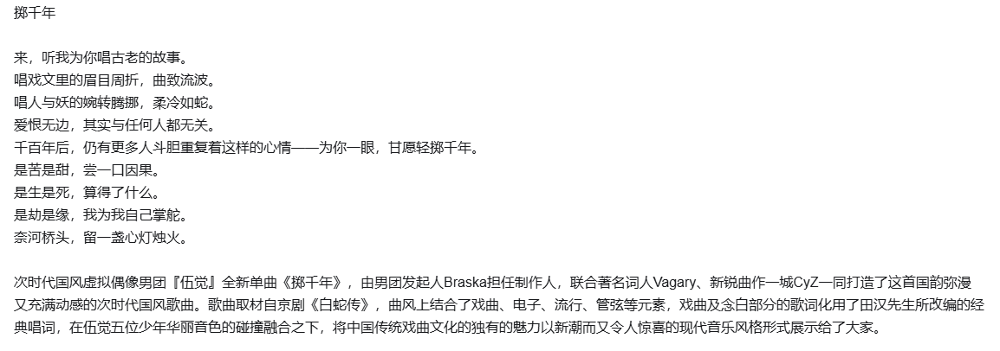 掷千年
来，听我为你唱古老的故事。
唱戏文里的眉目周折，曲致流波。
唱人与妖的婉转腾挪，柔冷如蛇。
爱恨无边，其实与任何人都无关。
千百年后，仍有更多人斗胆重复着这样的心情——为你一眼，甘愿轻掷千年。
是苦是甜，尝一口因果。
是生是死，算得了什么。
是劫是缘，我为我自己掌舵。
奈河桥头，留一盏心灯烛火。
次时代国风虚拟偶像男团『伍觉』全新单曲《掷千年》，由男团发起人Braska担任制作人，联合著名词人Vagary、新锐曲作一城CyZ一同打造了这首国韵弥漫
又充满动感的次时代国风歌曲。歌曲取材自京剧《白蛇传》，曲风上结合了戏曲、电子、流行、管弦等元素，戏曲及念白部分的歌词化用了田汉先生所改编的经
典唱词，在伍觉五位少年华丽音色的碰撞融合之下，将中国传统戏曲文化的独有的魅力以新潮而又令人惊喜的现代音乐风格形式展示给了大家。